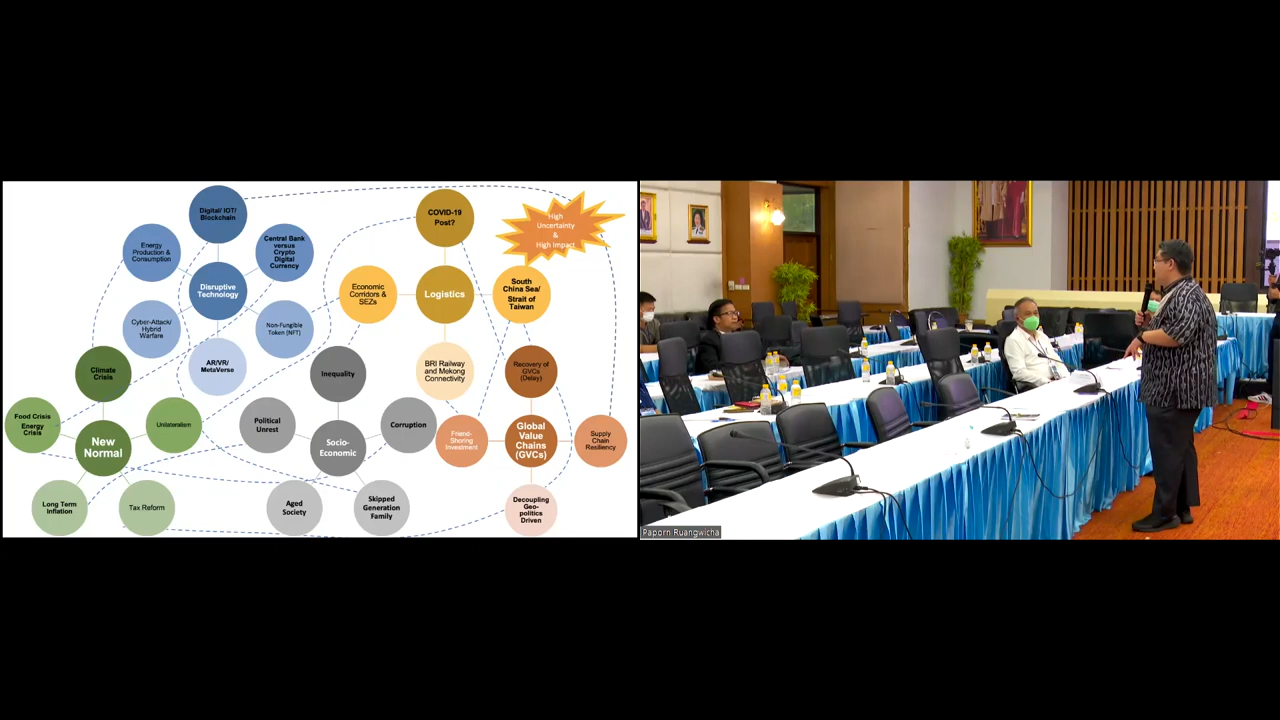 Digital/ IOT/
Blockchain
Energy
Production &
Consumption
Central Bank
versus
Crypto
Digital
Currency
Disruptive
Technology
Cyber-Attack/
Hybrid
Warfare
Non-Fungible
Token (NFT)
AR/VR/
MetaVerse
COVID-19
Post?
High
Uncertainty
&
High Impact
Economic
Corridors &
SEZs
Logistics
South
China Sea/
Strait of
Taiwan
BRI Railway
and Mekong
Connectivity
Climate
Crisis
Food Crisis
Energy
Crisis
Unilateralism
New
Normal
Long Term
Inflation
Tax Reform
Inequality
Political
Unrest
Corruption
Socio-
Economic
Aged
Society
Skipped
Generation
Family
Recovery of
GVCs
(Delay)
Friend-
Shoring
Investment
Global
Value
Chains
(GVCs)
Supply
Chain
Resiliency
Decoupling
Geo-
politics
Driven
Paporn Ruangwicha